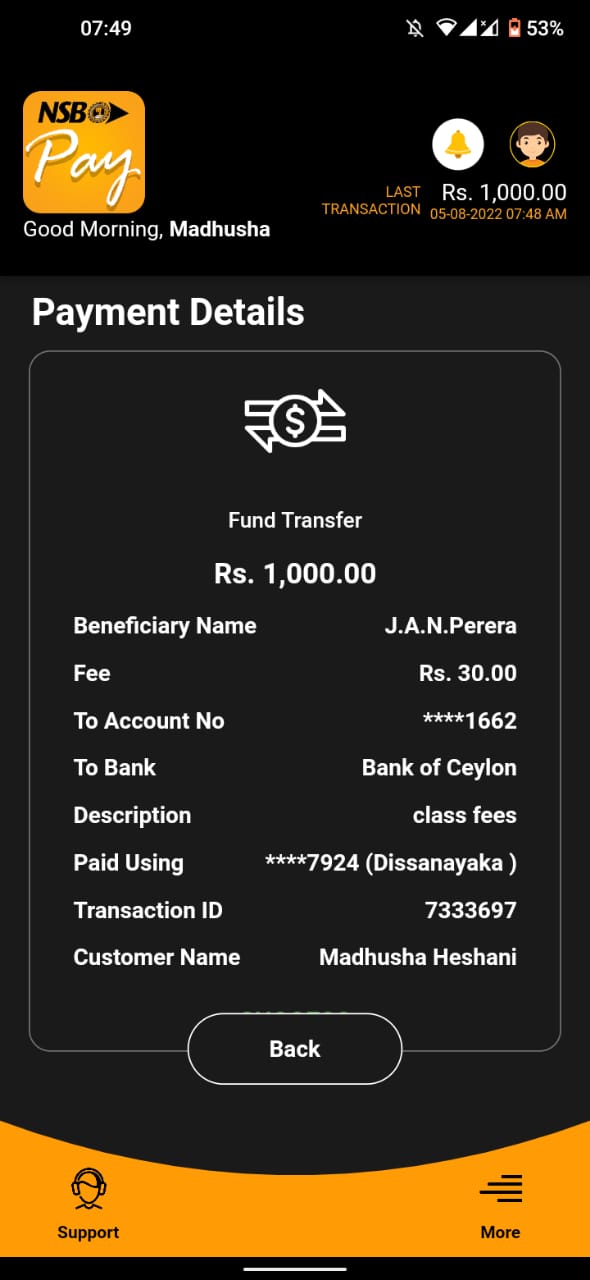 07:49
53%
NSB
Pay
Good Morning, Madhusha
LAST
TRANSACTION
Rs. 1,000.00
05-08-2022 07:48 AM
Payment Details
$
Fund Transfer
Rs. 1,000.00
Beneficiary Name J.A.N.Perera
Fee Rs. 30.00
To Account No ****1662
To Bank Bank of Ceylon
Description class fees
Paid Using ****7924 (Dissanayaka )
Transaction ID 7333697
Customer Name Madhusha Heshani
Back
Support
More